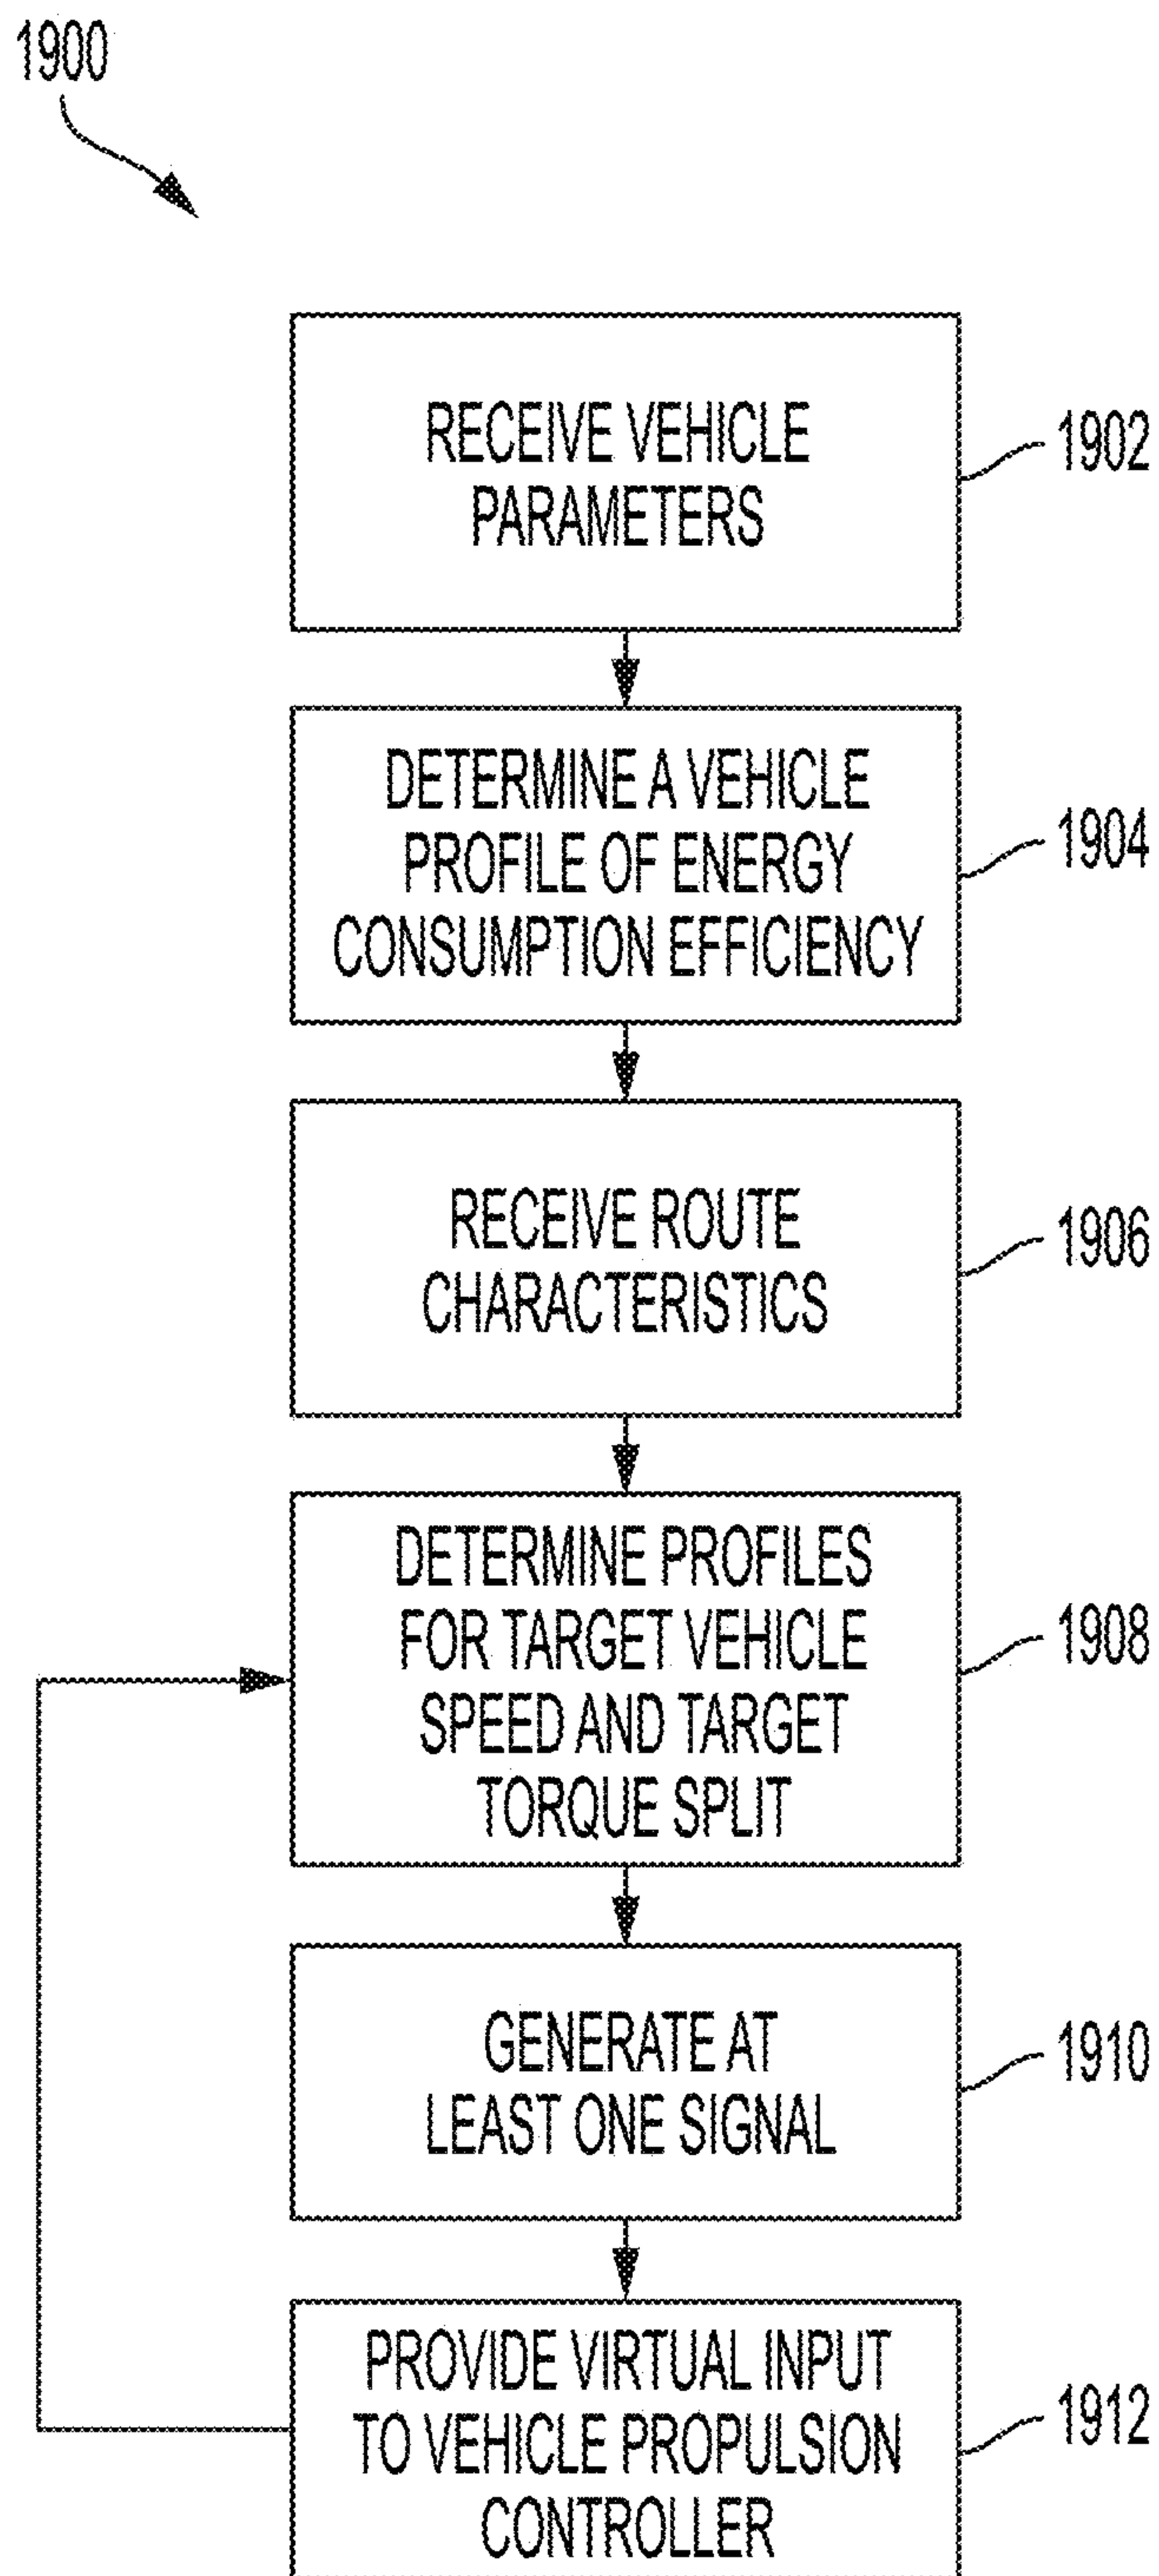 1900
RECEIVE VEHICLE
PARAMETERS
1902
DETERMINE A VEHICLE
PROFILE OF ENERGY
CONSUMPTION EFFICIENCY
1904
RECEIVE ROUTE
CHARACTERISTICS
1906
DETERMINE PROFILES
FOR TARGET VEHICLE
SPEED AND TARGET
TORQUE SPLIT
1908
GENERATE AT
LEAST ONE SIGNAL
1910
PROVIDE VIRTUAL INPUT
TO VEHICLE PROPULSION
CONTROLLER
1912